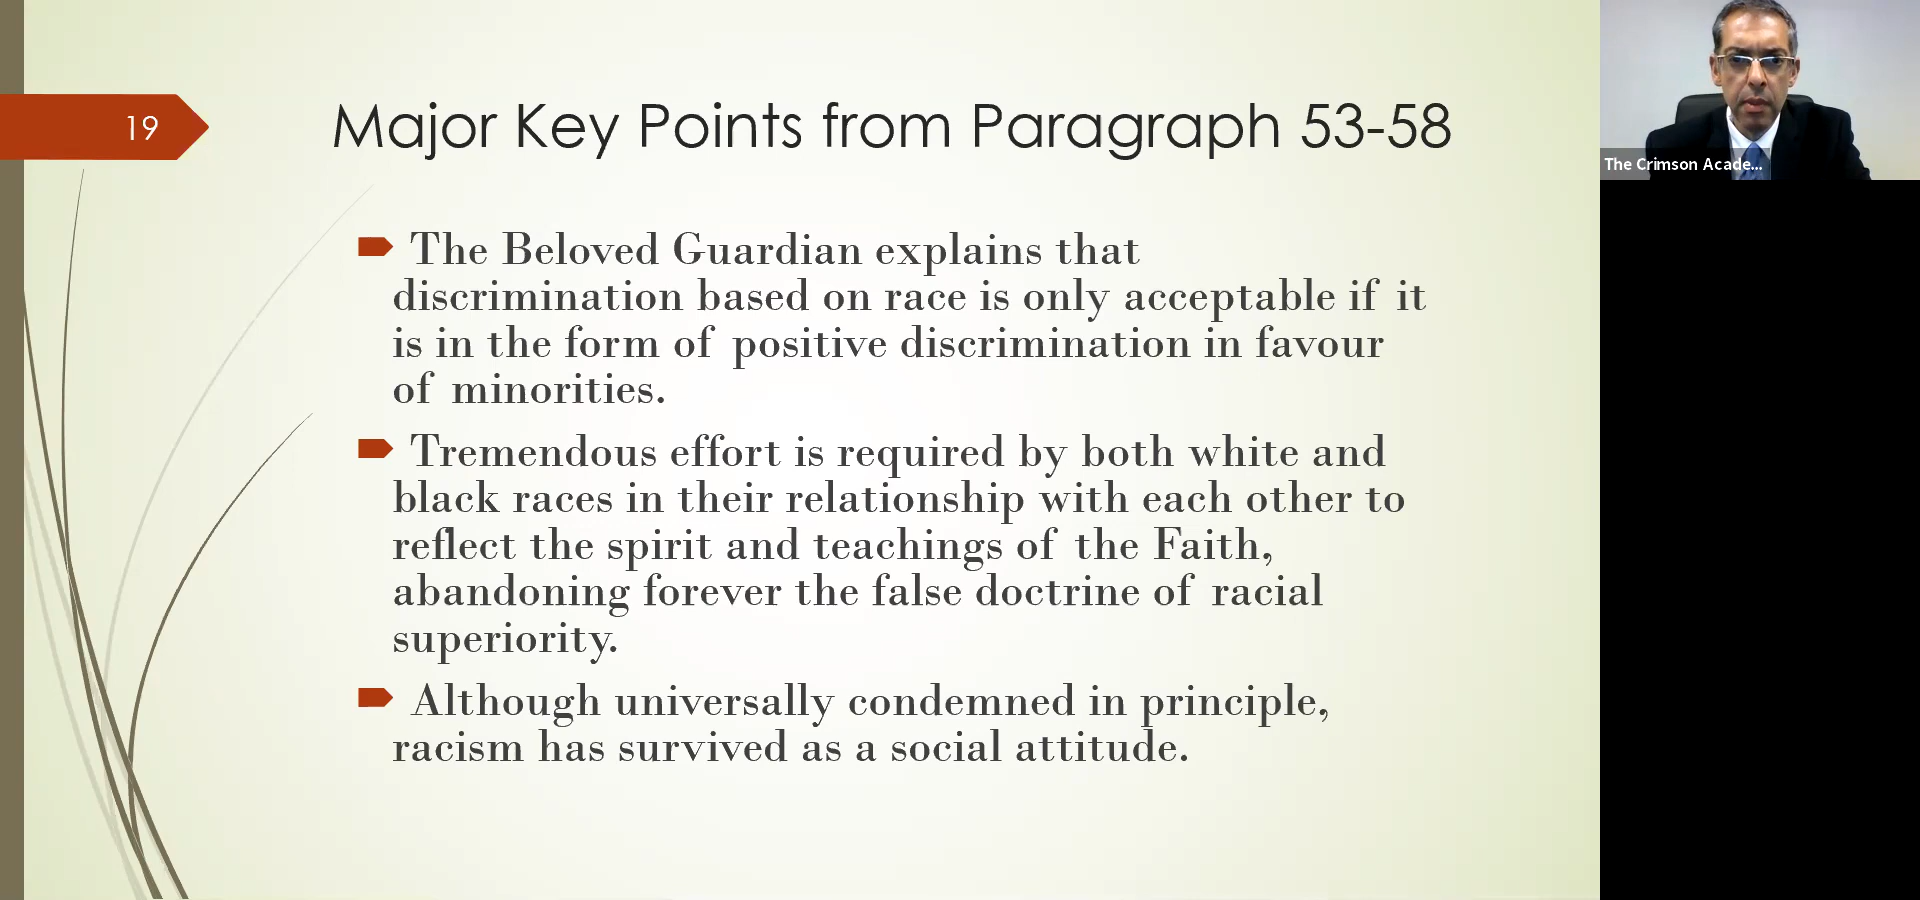 19
Major Key Points from Paragraph 53-58
The Beloved Guardian explains that
discrimination based on race is only acceptable if it
is in the form of positive discrimination in favour
of minorities.
Tremendous effort is required by both white and
black races in their relationship with each other to
reflect the spirit and teachings of the Faith,
abandoning forever the false doctrine of racial
superiority.
Although universally condemned in principle,
racism has survived as a social attitude.
The Crimson Acade...